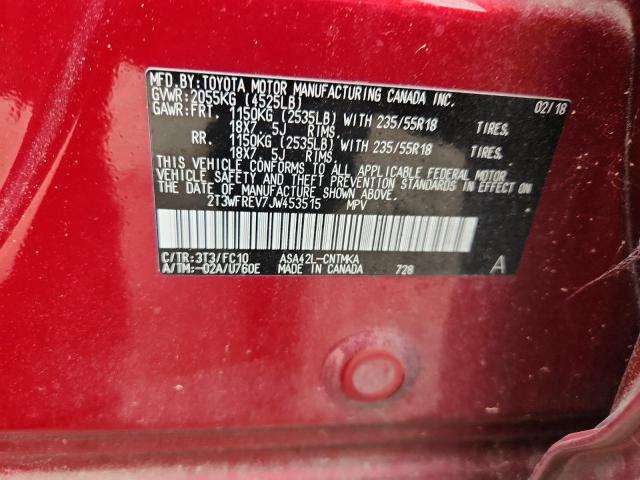 MFD.BY:TOYOTA MOTOR MANUFACTURING CANADA INC.
GVWR:2055KG (4525LB) 02/18
GAWR:FRT. 1150KG (2535LB) WITH 235/55R18 TIRES,
18X7.5J RIMS.
RR. 1150KG (2535LB) WITH 235/55R18 TIRES,
18X7.5J RIMS.
THIS VEHICLE CONFORMS TO ALL APPLICABLE FEDERAL MOTOR
VEHICLE SAFETY AND THEFT PREVENTION STANDARDS IN EFFECT
ON THE DATE OF MANUFACTURE SHOWN ABOVE.
2T3WFREV7JW453515 MPV
C/TR:3T3/FC10 ASA42L-CNTMKA
A/TM:-02A/U760E MADE IN CANADA 728 A